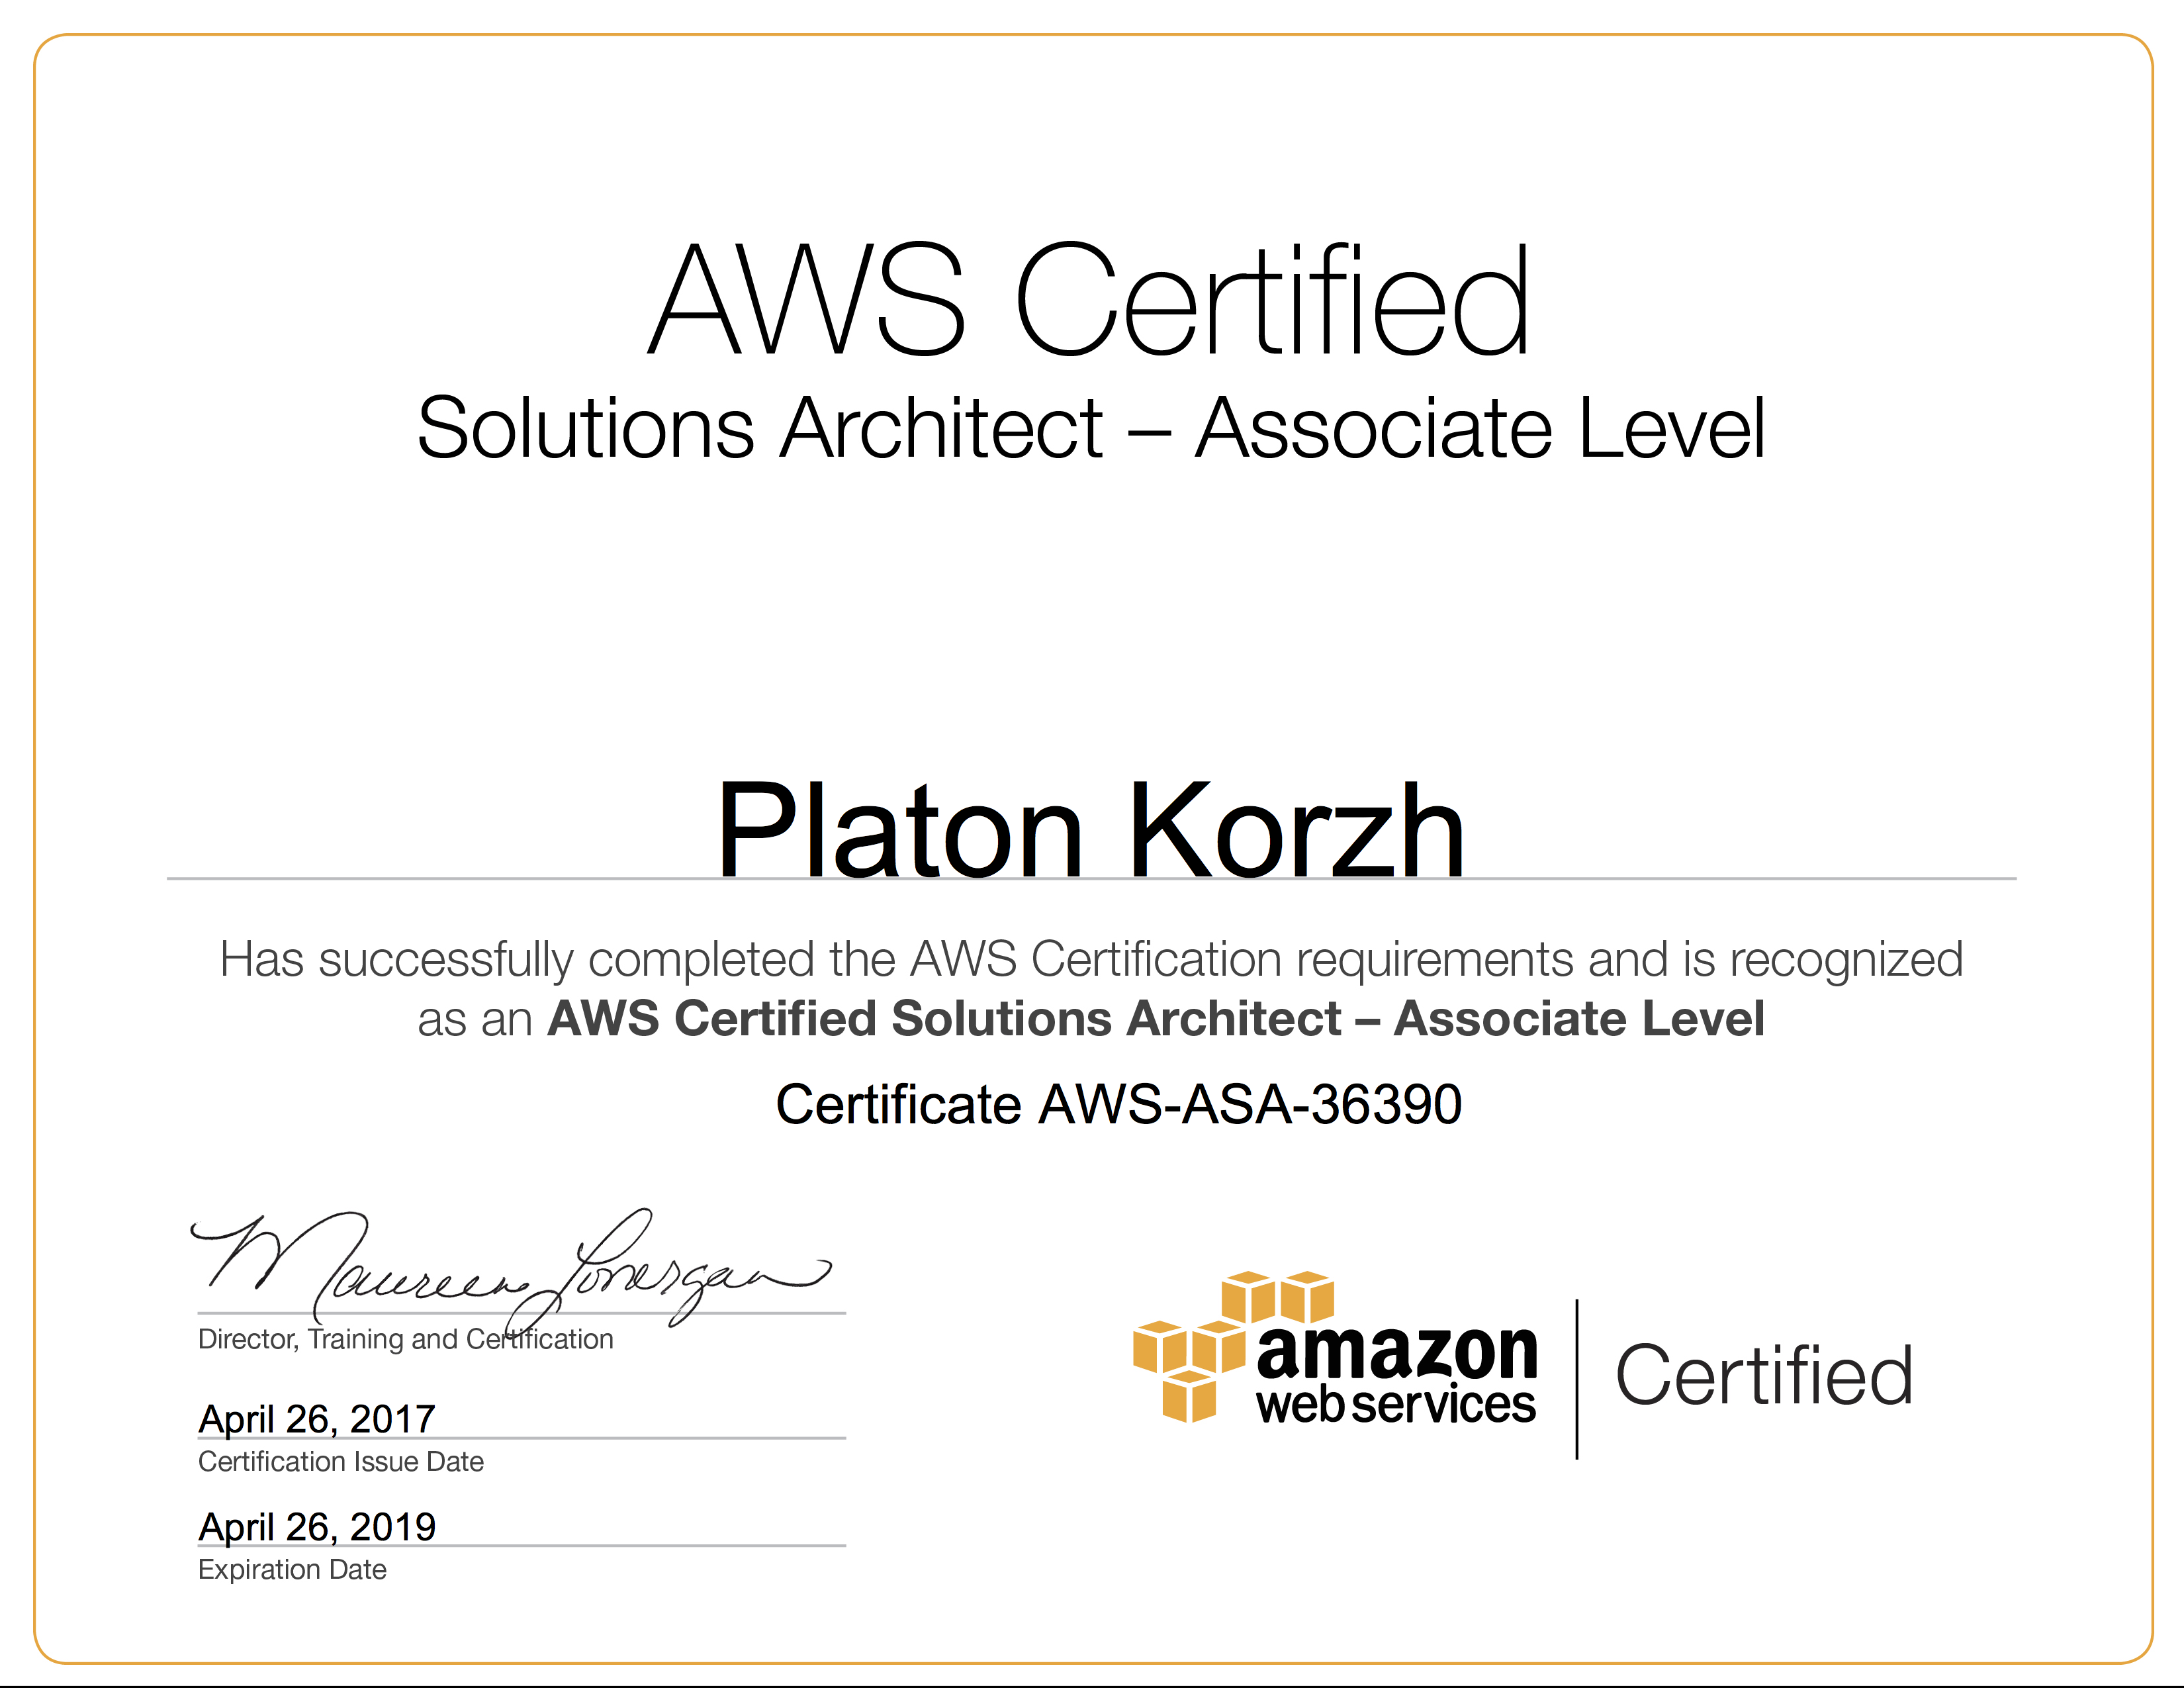 AWS Certified
Solutions Architect – Associate Level
Platon Korzh
Has successfully completed the AWS Certification requirements and is recognized
as an AWS Certified Solutions Architect – Associate Level
Certificate AWS-ASA-36390
Maureen Lonergan
Director, Training and Certification
April 26, 2017
Certification Issue Date
April 26, 2019
Expiration Date
amazon
web services
Certified